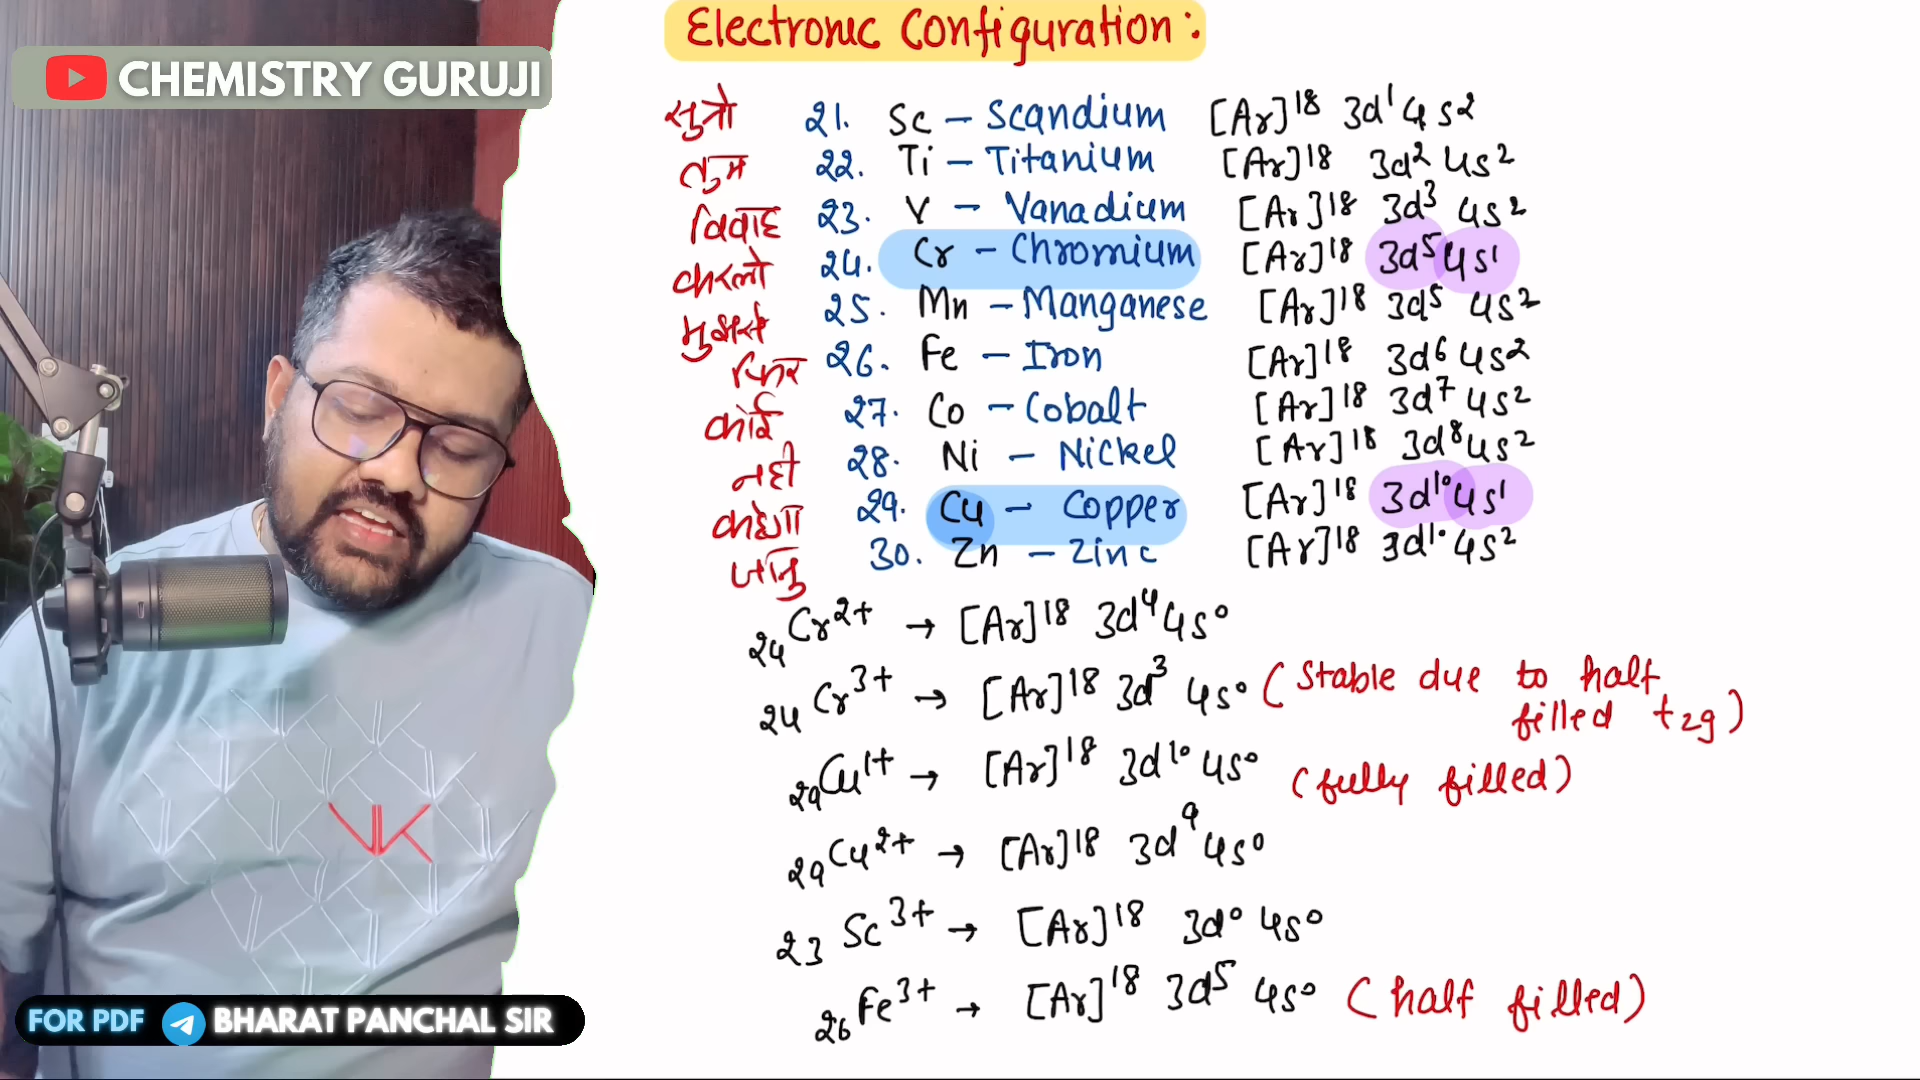 Electronic Configuration:
CHEMISTRY GURUJI
सुनो 21. Sc – Scandium [Ar]18 3d1 4s2
तुम 22. Ti – Titanium [Ar]18 3d2 4s2
विवाह 23. V – Vanadium [Ar]18 3d3 4s2
करलो 24. Cr – Chromium [Ar]18 3d5 4s1
मुझसे 25. Mn – Manganese [Ar]18 3d5 4s2
फिर 26. Fe – Iron [Ar]18 3d6 4s2
कोई 27. Co – Cobalt [Ar]18 3d7 4s2
नही 28. Ni – Nickel [Ar]18 3d8 4s2
कहेगा 29. Cu – Copper [Ar]18 3d10 4s1
जानु 30. Zn – Zinc [Ar]18 3d10 4s2
24Cr2+ → [Ar]18 3d4 4s0
24Cr3+ → [Ar]18 3d3 4s0 (Stable due to half
filled t2g)
29Cu1+ → [Ar]18 3d10 4s0 (fully filled)
29Cu2+ → [Ar]18 3d9 4s0
23Sc3+ → [Ar]18 3d0 4s0
26Fe3+ → [Ar]18 3d5 4s0 (half filled)
VK
FOR PDF BHARAT PANCHAL SIR